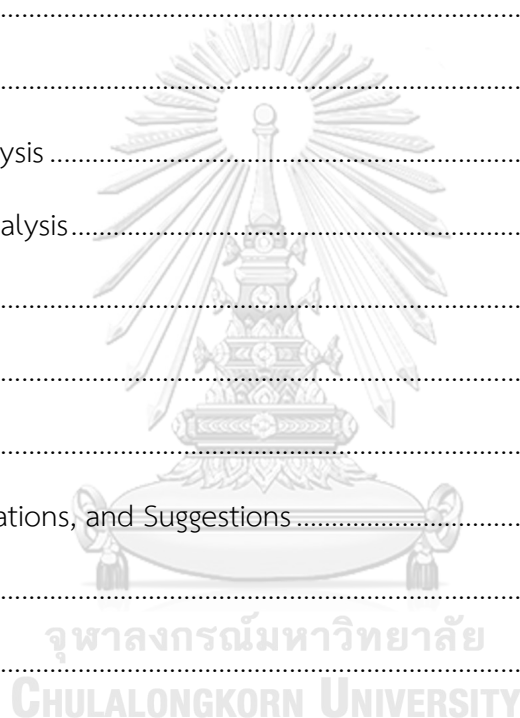 ................................................................
................................................................
ysis ................................................................
alysis................................................................
................................................................
................................................................
................................................................
ations, and Suggestions ........................................
................................................................
จุฬาลงกรณ์มหาวิทยาลัย
................................................................
CHULALONGKORN UNIVERSITY